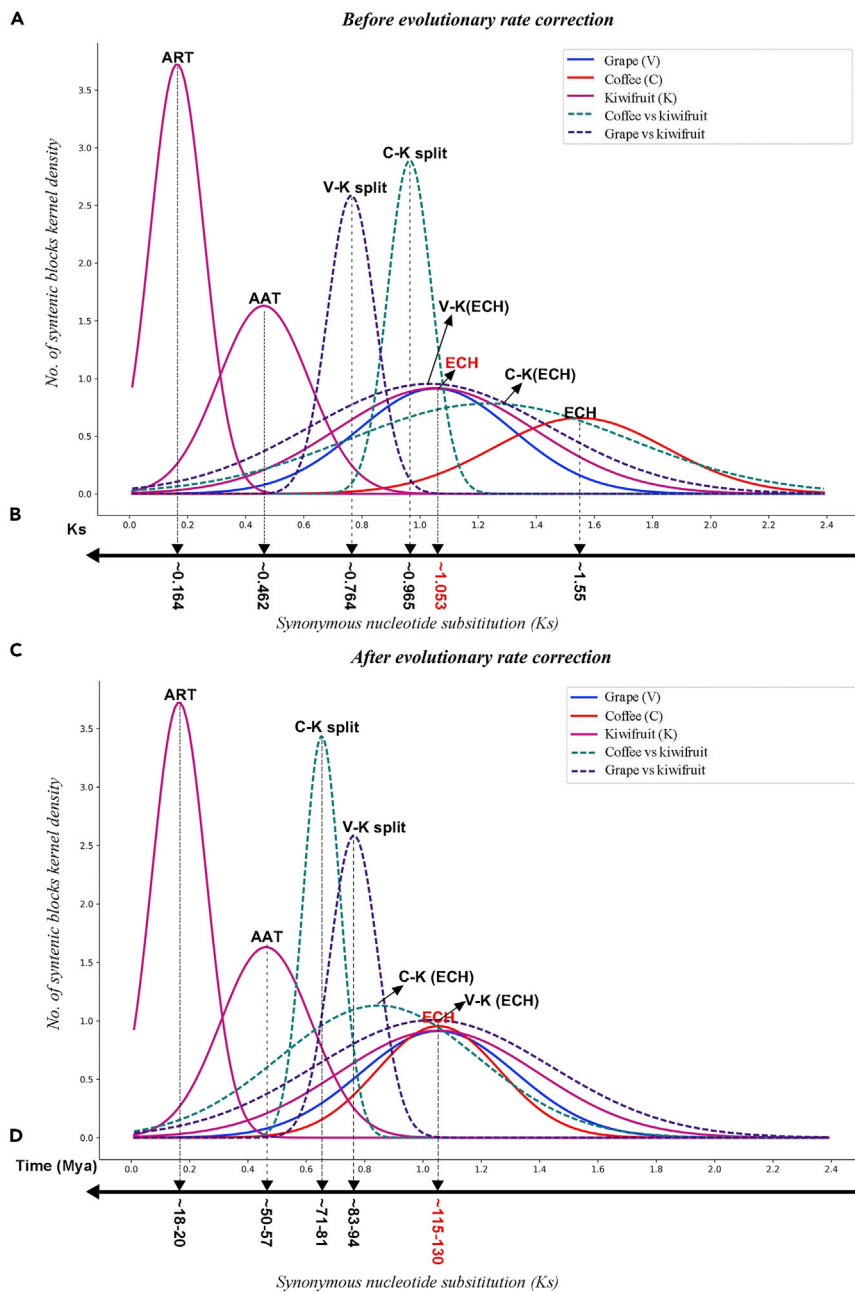 A
Before evolutionary rate correction
ART
3.5
3.0
2.5
2.0
1.5
1.0
0.5
0.0
No. of syntenic blocks kernel density
Grape (V)
Coffee (C)
Kiwifruit (K)
Coffee vs kiwifruit
Grape vs kiwifruit
C-K split
V-K split
AAT
V-K(ECH)
ECH
C-K(ECH)
ECH
0.0 0.2 0.4 0.6 0.8 1.0 1.2 1.4 1.6 1.8 2.0 2.2 2.4
B
Ks
~0.164
~0.462
~0.764
~0.965
~1.053
~1.55
Synonymous nucleotide subsititution (Ks)
C
After evolutionary rate correction
ART
3.5
3.0
2.5
2.0
1.5
1.0
0.5
0.0
No. of syntenic blocks kernel density
Grape (V)
Coffee (C)
Kiwifruit (K)
Coffee vs kiwifruit
Grape vs kiwifruit
C-K split
V-K split
AAT
C-K (ECH)
V-K (ECH)
ECH
0.0 0.2 0.4 0.6 0.8 1.0 1.2 1.4 1.6 1.8 2.0 2.2 2.4
D
Time (Mya)
~18-20
~50-57
~71-81
~83-94
~115-130
Synonymous nucleotide subsititution (Ks)